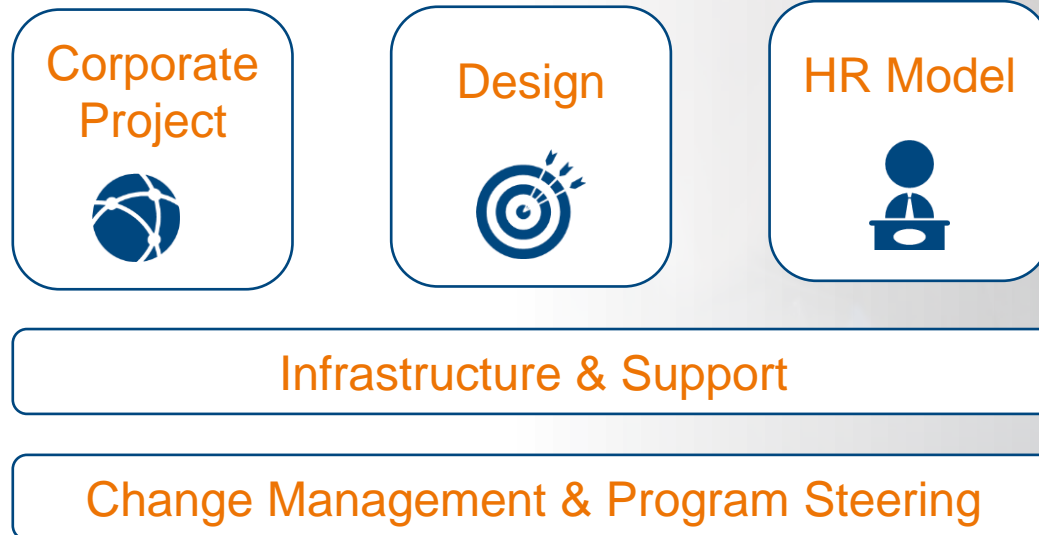 Corporate
Project
Design
HR Model
Infrastructure & Support
Change Management & Program Steering